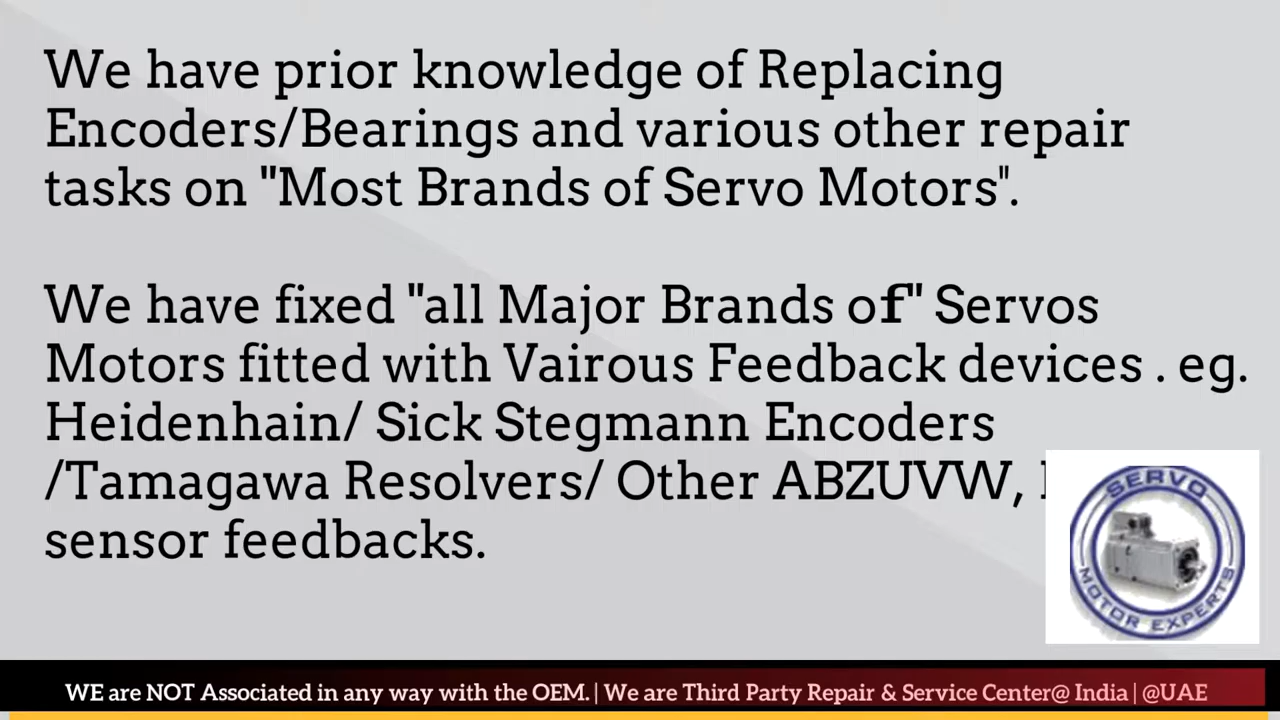 We have prior knowledge of Replacing
Encoders/Bearings and various other repair
tasks on "Most Brands of Servo Motors".
We have fixed "all Major Brands of" Servos
Motors fitted with Vairous Feedback devices . eg.
Heidenhain/ Sick Stegmann Encoders
/Tamagawa Resolvers/ Other ABZUVW,
sensor feedbacks.
SERVO
MOTOR EXPERTS
WE are NOT Associated in any way with the OEM. | We are Third Party Repair & Service Center@ India | @UAE